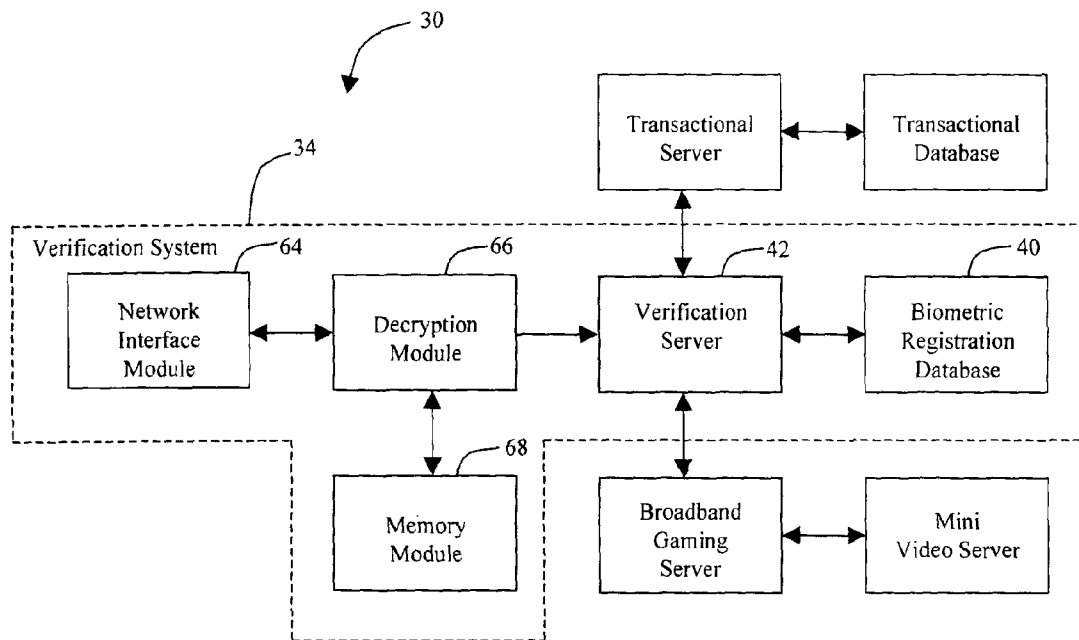 30
Transactional
Server
Transactional
Database
34
Verification System
64
66
42
40
Network
Interface
Module
Decryption
Module
Verification
Server
Biometric
Registration
Database
68
Memory
Module
Broadband
Gaming
Server
Mini
Video Server